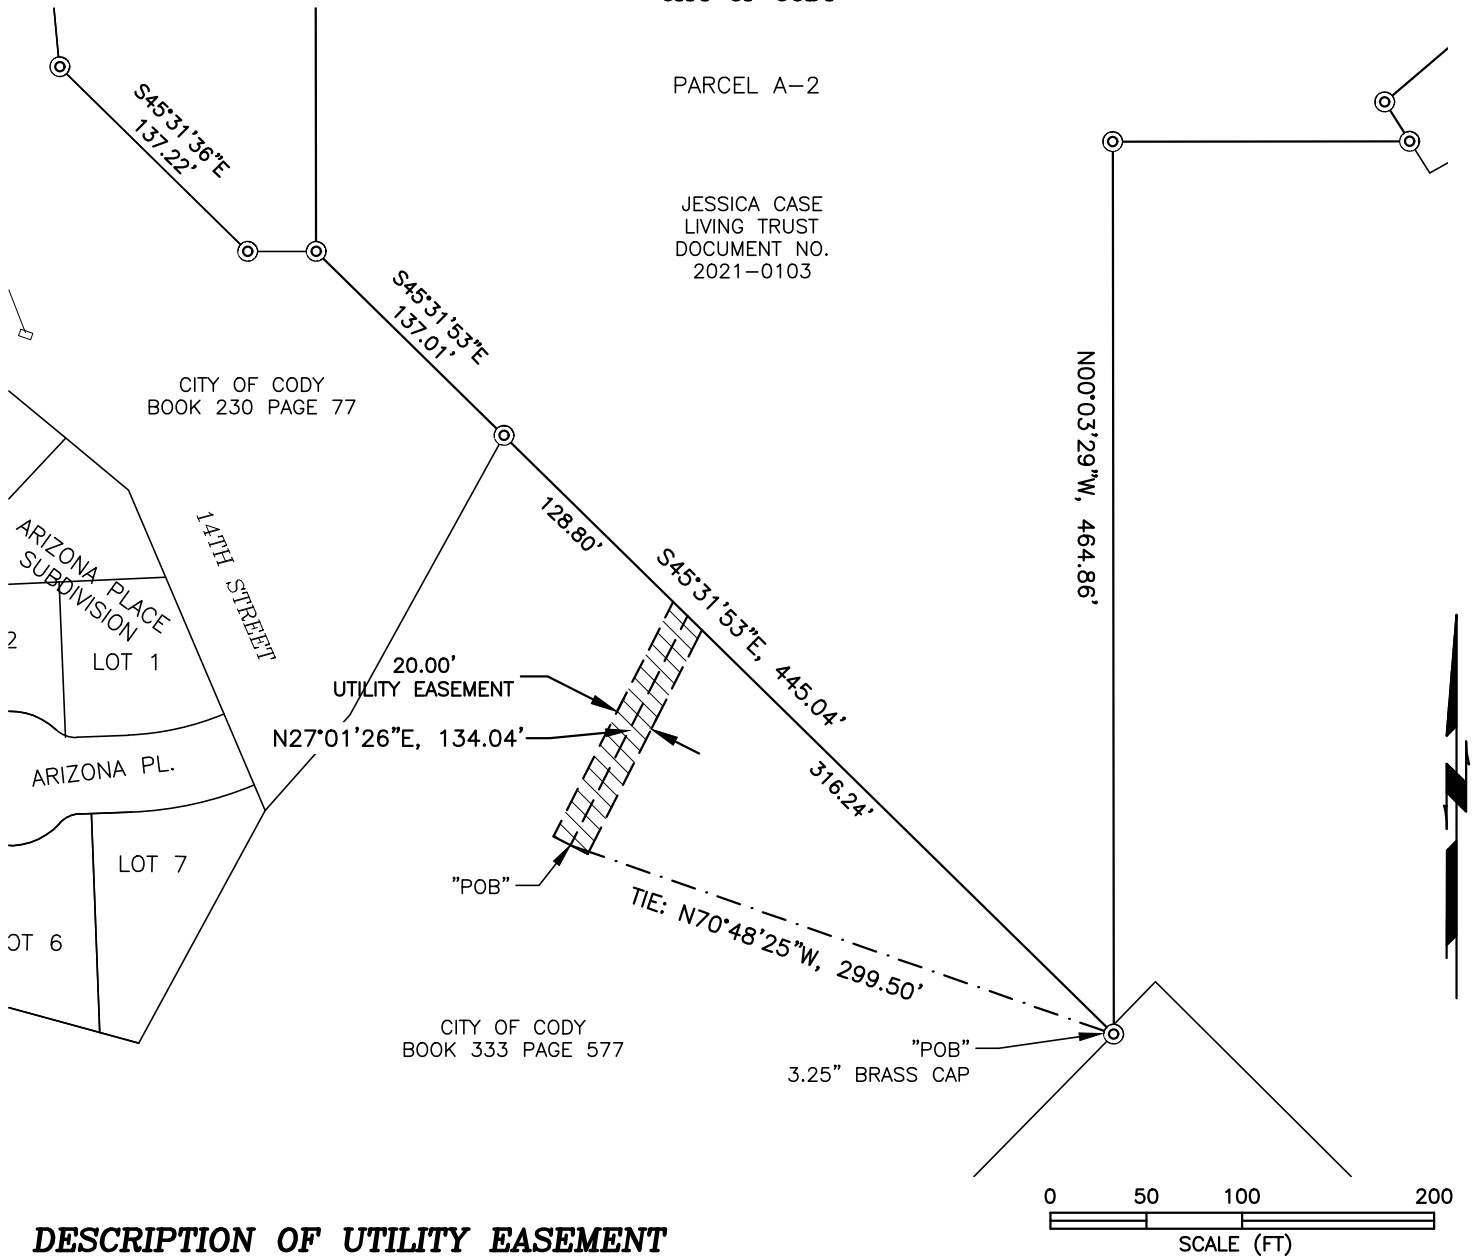 PARCEL A-2
S45°31'36"E
137.22'
JESSICA CASE
LIVING TRUST
DOCUMENT NO.
2021-0103
S45°31'53"E
137.01'
CITY OF CODY
BOOK 230 PAGE 77
N00°03'29"W, 464.86'
128.80'
14TH STREET
ARIZONA PLACE
SUBDIVISION
S45°31'53"E, 445.04'
2
LOT 1
20.00'
UTILITY EASEMENT
N27°01'26"E, 134.04'
ARIZONA PL.
316.24'
LOT 7
"POB"
TIE: N70°48'25"W, 299.50'
OT 6
CITY OF CODY
BOOK 333 PAGE 577
"POB"
3.25" BRASS CAP
N
0 50 100 200
SCALE (FT)
DESCRIPTION OF UTILITY EASEMENT